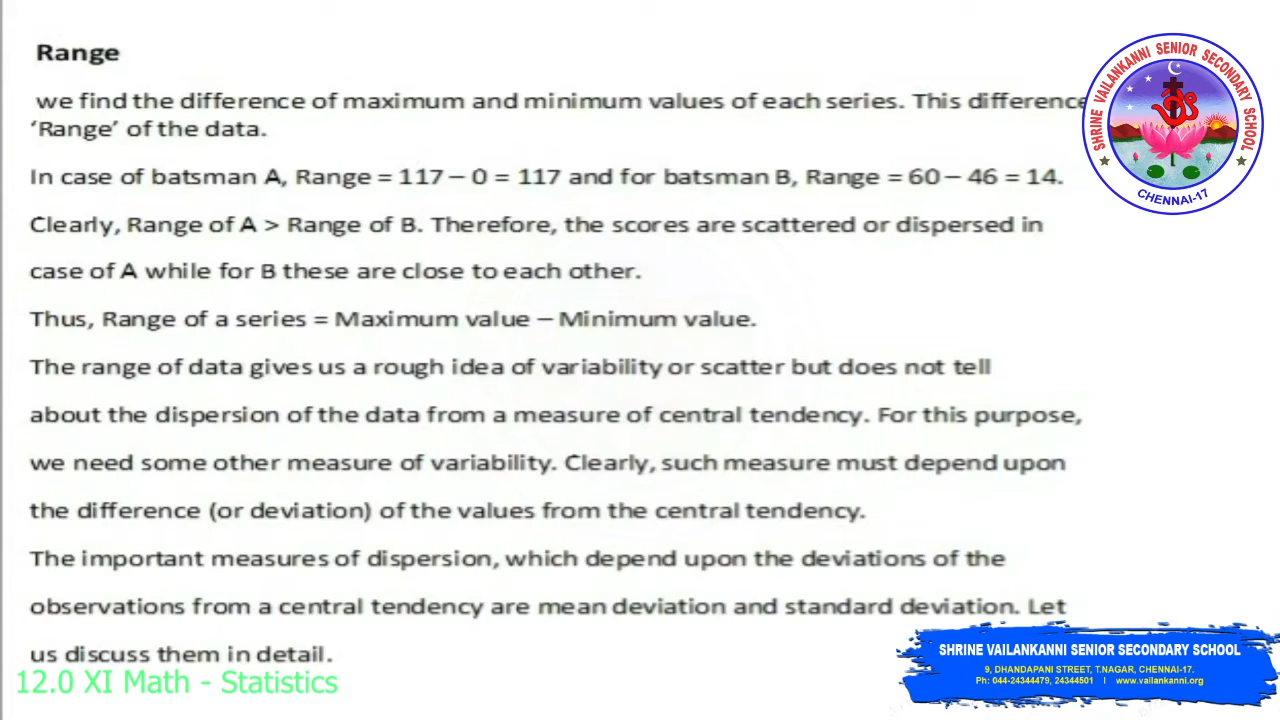 Range
we find the difference of maximum and minimum values of each series. This difference
‘Range’ of the data.
In case of batsman A, Range = 117 – 0 = 117 and for batsman B, Range = 60 – 46 = 14.
Clearly, Range of A > Range of B. Therefore, the scores are scattered or dispersed in
case of A while for B these are close to each other.
Thus, Range of a series = Maximum value – Minimum value.
The range of data gives us a rough idea of variability or scatter but does not tell
about the dispersion of the data from a measure of central tendency. For this purpose,
we need some other measure of variability. Clearly, such measure must depend upon
the difference (or deviation) of the values from the central tendency.
The important measures of dispersion, which depend upon the deviations of the
observations from a central tendency are mean deviation and standard deviation. Let
us discuss them in detail.
12.0 XI Math - Statistics
SHRINE VAILANKANNI SENIOR SECONDARY SCHOOL
CHENNAI-17
SHRINE VAILANKANNI SENIOR SECONDARY SCHOOL
9, DHANDAPANI STREET, T.NAGAR, CHENNAI-17.
Ph: 044-24344479, 24344501 I www.vailankanni.org